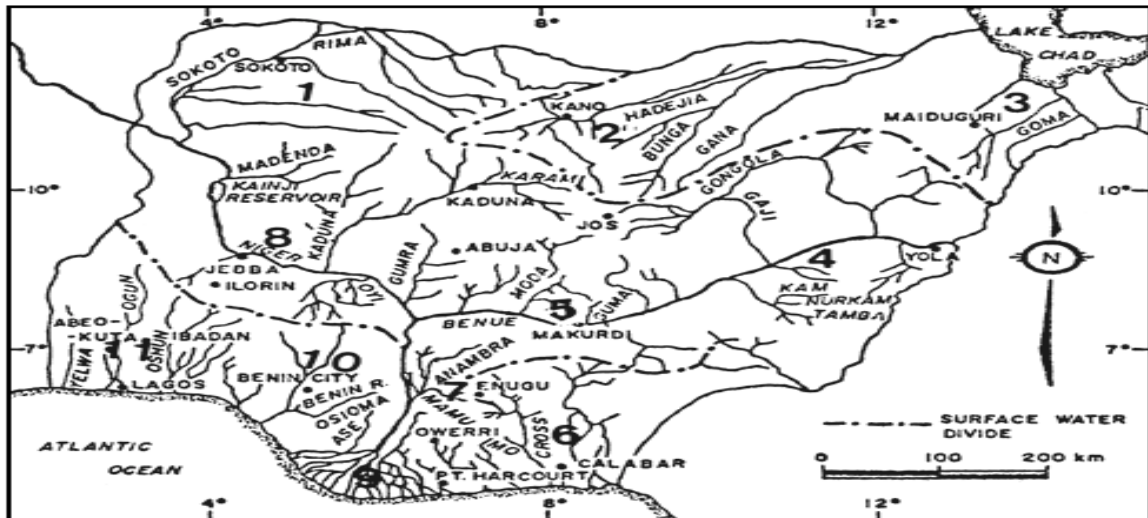 4°
8°
12°
LAKE
CHAD
RIMA
SOKOTO
SOKOTO
1
KANO
HADEJIA
2
BUNGA
GANA
MAIDUGURI
3
GOMA
MADENDA
10°
KAINJI
RESERVOIR
KARAMI
KADUNA
GONGOLA
10°
JOS
GAJI
8
NIGER
KADUNA
GUMRA
ABUJA
4
YOLA
N
JEBBA
ILORIN
OYI
MODA
5
GUMA
KAM
NURKAM
TAMBA
BENUE
MAKURDI
ABEO-
KUTA
OGUN
IBADAN
7°
7°
YELWA
11
OSHUN
10
ANAMBRA
LAGOS
BENIN CITY
BENIN R.
OSIOMA
ASE
7
ENUGU
NAMU
OWERRI
IMO
CROSS
6
CALABAR
SURFACE WATER
DIVIDE
ATLANTIC
OCEAN
9
PT. HARCOURT
0 100 200 km
4°
8°
12°